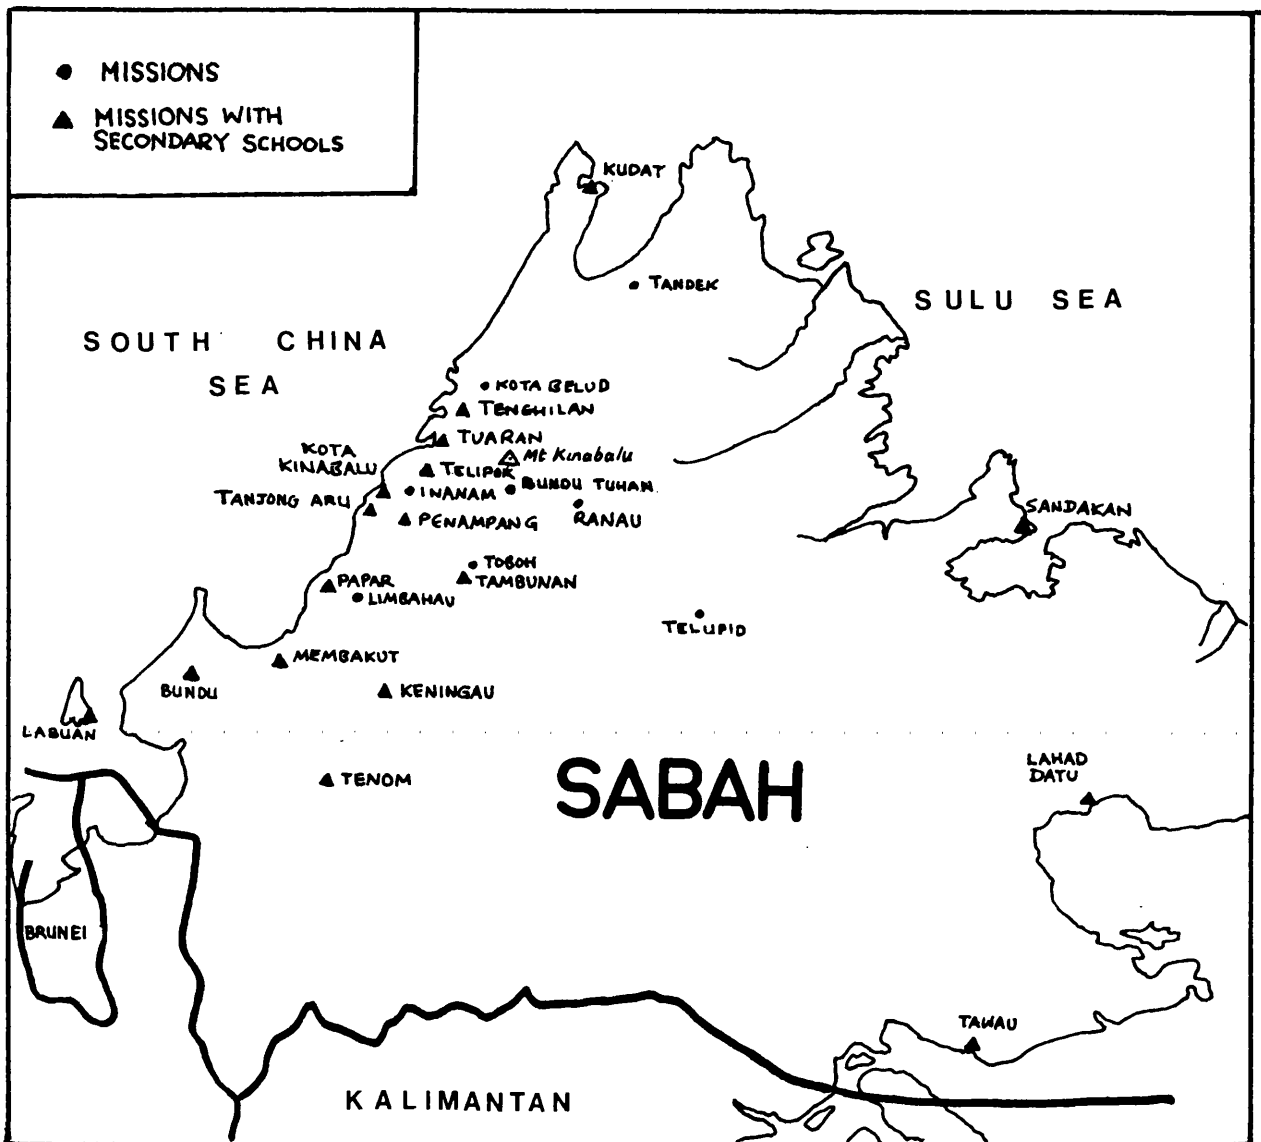 MISSIONS
MISSIONS WITH
SECONDARY SCHOOLS
KUDAT
TANDEK
SULU SEA
SOUTH CHINA
SEA
KOTA BELUD
TENGHILAN
TUARAN
KOTA
KINABALU
Mt Kinabalu
TELIPOK
BUNDU TUHAN
INANAM
TANJONG ARU
RANAU
PENAMPANG
SANDAKAN
TOBOH
TAMBUNAN
PAPAR
LIMBAHAU
TELUPID
MEMBAKUT
BUNDU
KENINGAU
LABUAN
TENOM
SABAH
LAHAD
DATU
BRUNEI
TAWAU
KALIMANTAN